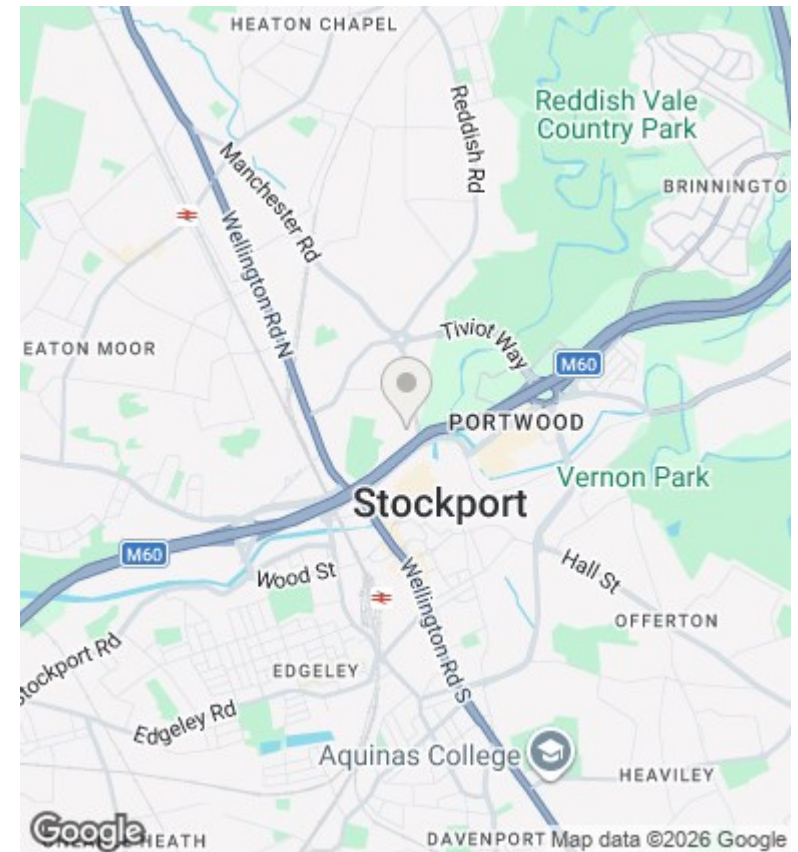 HEATON CHAPEL
Reddish Vale
Country Park
Reddish Rd
BRINNINGTO
Manchester Rd
Wellington Rd N
EATON MOOR
Tiviot Way
M60
PORTWOOD
Vernon Park
Stockport
M60
Wood St
Hall St
Wellington Rd S
OFFERTON
Stockport Rd
EDGELEY
Edgeley Rd
Aquinas College
HEAVILEY
Google
HEATH
DAVENPORT
Map data ©2026 Google